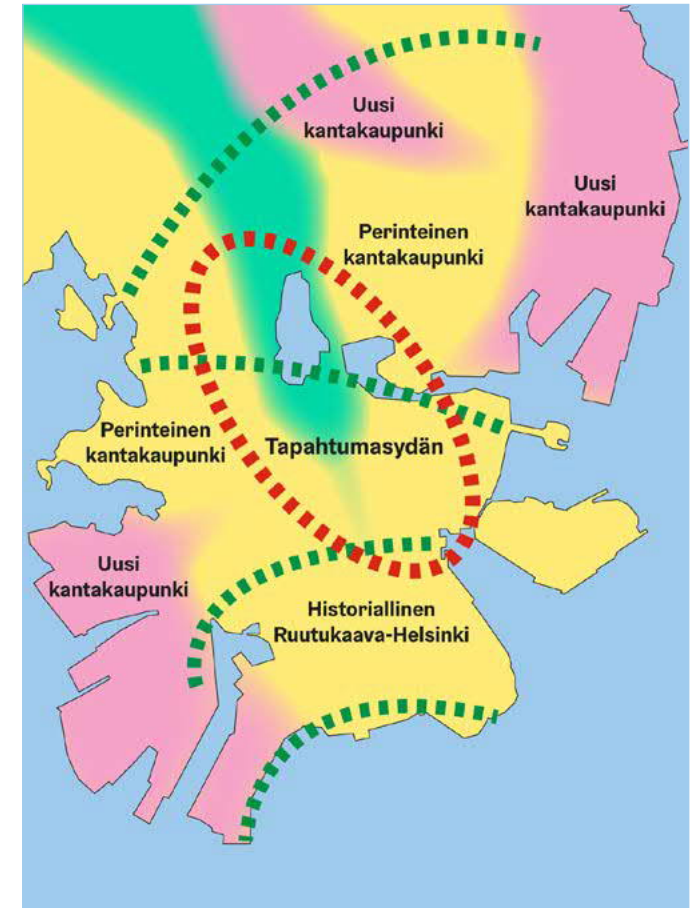 Uusi
kantakaupunki
Uusi
kantakaupunki
Perinteinen
kantakaupunki
Perinteinen
kantakaupunki
Tapahtumasydän
Uusi
kantakaupunki
Historiallinen
Ruutukaava-Helsinki